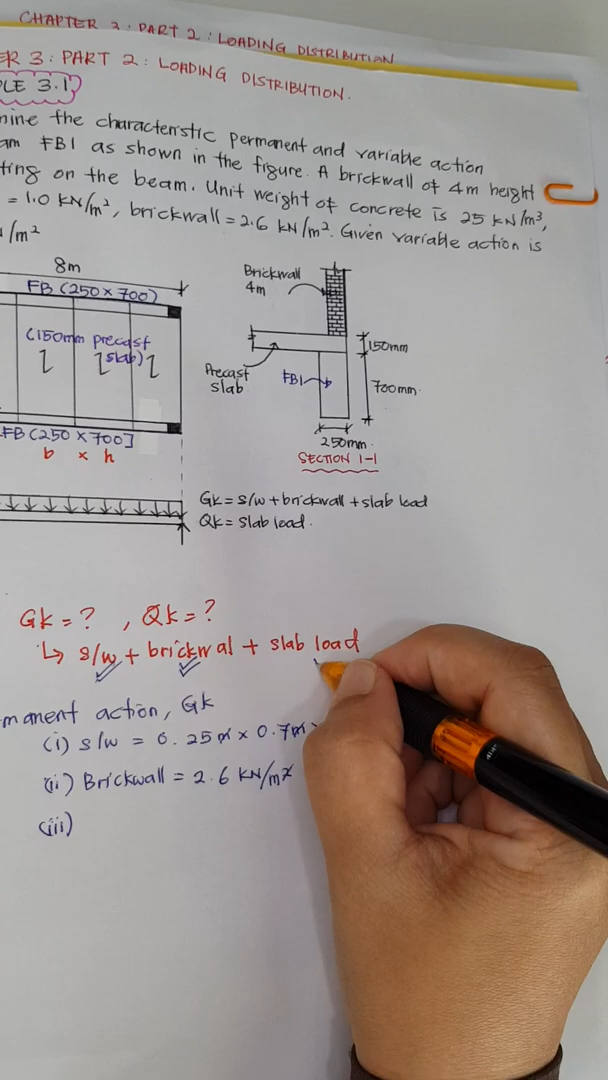 CHAPTER 3: PART 2: LOADING DISTRIBUTION
ER 3: PART 2: LOADING DISTRIBUTION.
PLE 3.1
mine the characteristic permanent and variable action
am FB1 as shown in the figure. A brickwall of 4m height
ting on the beam. Unit weight of concrete is 25 kN/m³,
= 1.0 kN/m², brickwall = 2.6 kN/m². Given variable action is
/m²
8m
FB (250 × 700)
(150mm precast
slab)
FB (250 × 700]
b × h
Brickwall
4m
Precast
slab
FB1
150mm
700mm.
250mm.
SECTION 1-1
Gk = s/w + brickwall + slab load
Qk = slab load.
Gk = ? , Qk = ?
↳ s/w + brickwal + slab load
manent action, Gk
(i) s/w = 0.25m × 0.7m
(ii) Brickwall = 2.6 kN/m²
(iii)